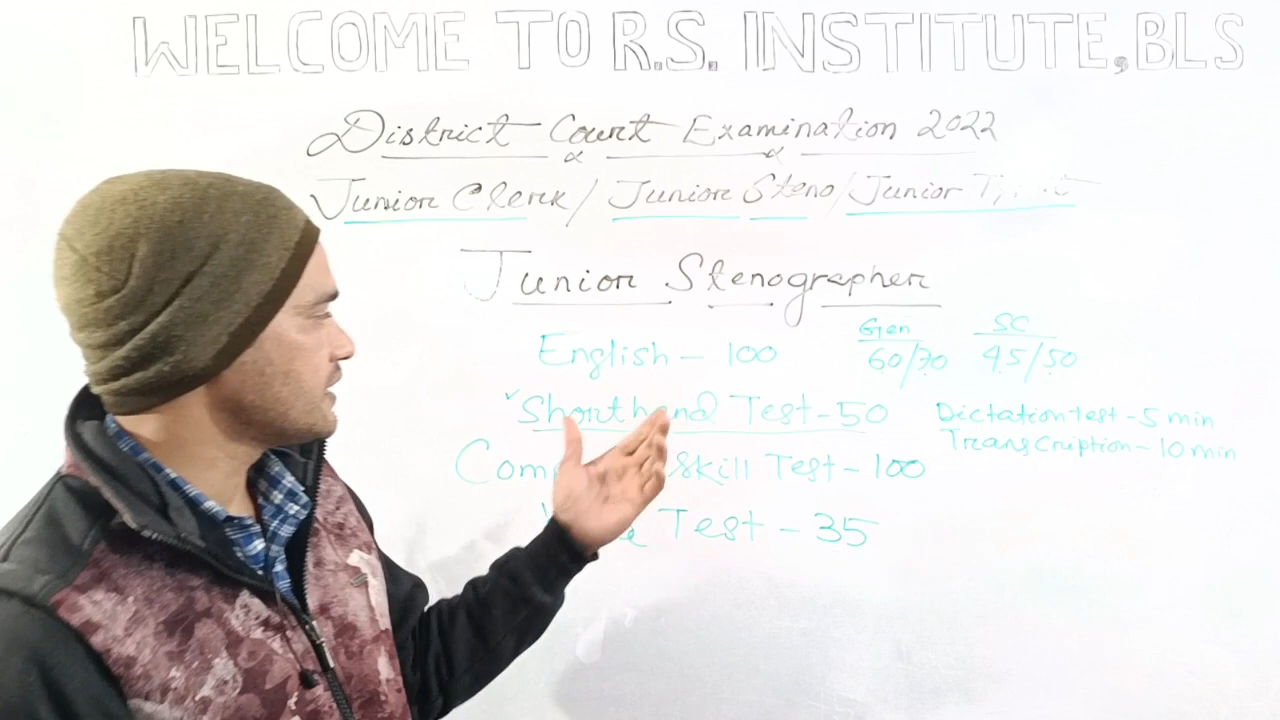 WELCOME TO R.S. INSTITUTE, BLS
District Court Examination 2022
Junior Clerk / Junior Steno / Junior
Junior Stenographer
English - 100 Gen 60/70 SC 45/50
✓Shorthand Test - 50 Dictation test - 5 min
Transcription - 10 min
Skill Test - 100
Test - 35